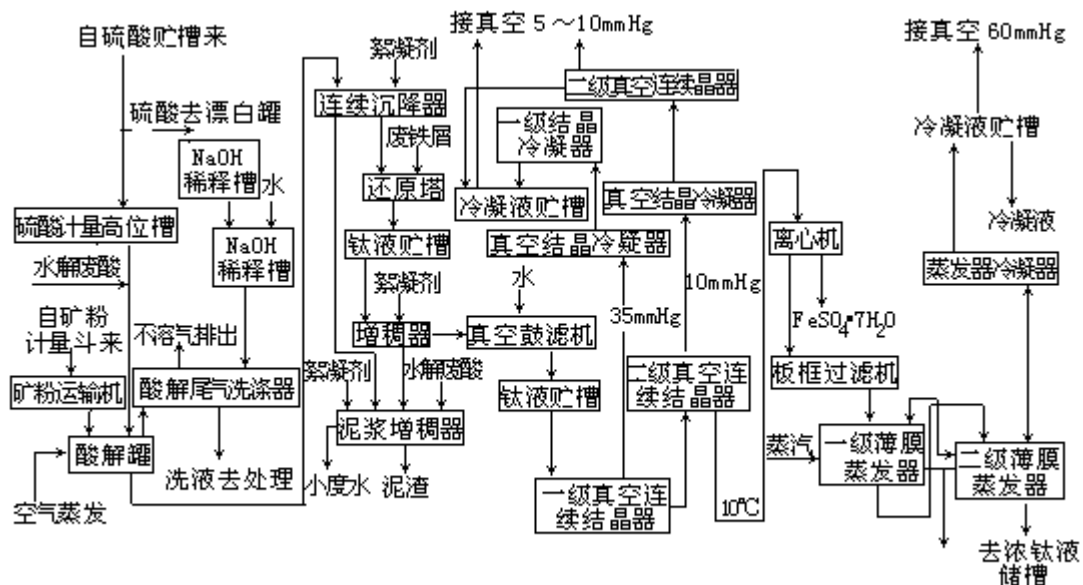 自硫酸贮槽来
硫酸去漂白罐
NaOH
稀释槽
水
硫酸计量高位槽
NaOH
稀释槽
水解废酸
自矿粉
计量斗来
不溶气排出
矿粉运输机
酸解尾气洗涤器
酸解罐
空气蒸发
洗液去处理
絮凝剂
连续沉降器
废铁屑
还原塔
钛液贮槽
絮凝剂
增稠器
絮凝剂
水解废酸
泥浆增稠器
小度水
泥渣
接真空5～10mmHg
一级真空连续晶器
一级结晶
冷凝器
冷凝液贮槽
真空结晶冷凝器
真空结晶冷凝器
水
真空鼓滤机
35mmHg
10mmHg
钛液贮槽
二级真空连
续结晶器
一级真空连
续结晶器
10℃
离心机
FeSO4•7H2O
板框过滤机
蒸汽
一级薄膜
蒸发器
接真空60mmHg
冷凝液贮槽
冷凝液
蒸发器冷凝器
二级薄膜
蒸发器
去浓钛液
储槽